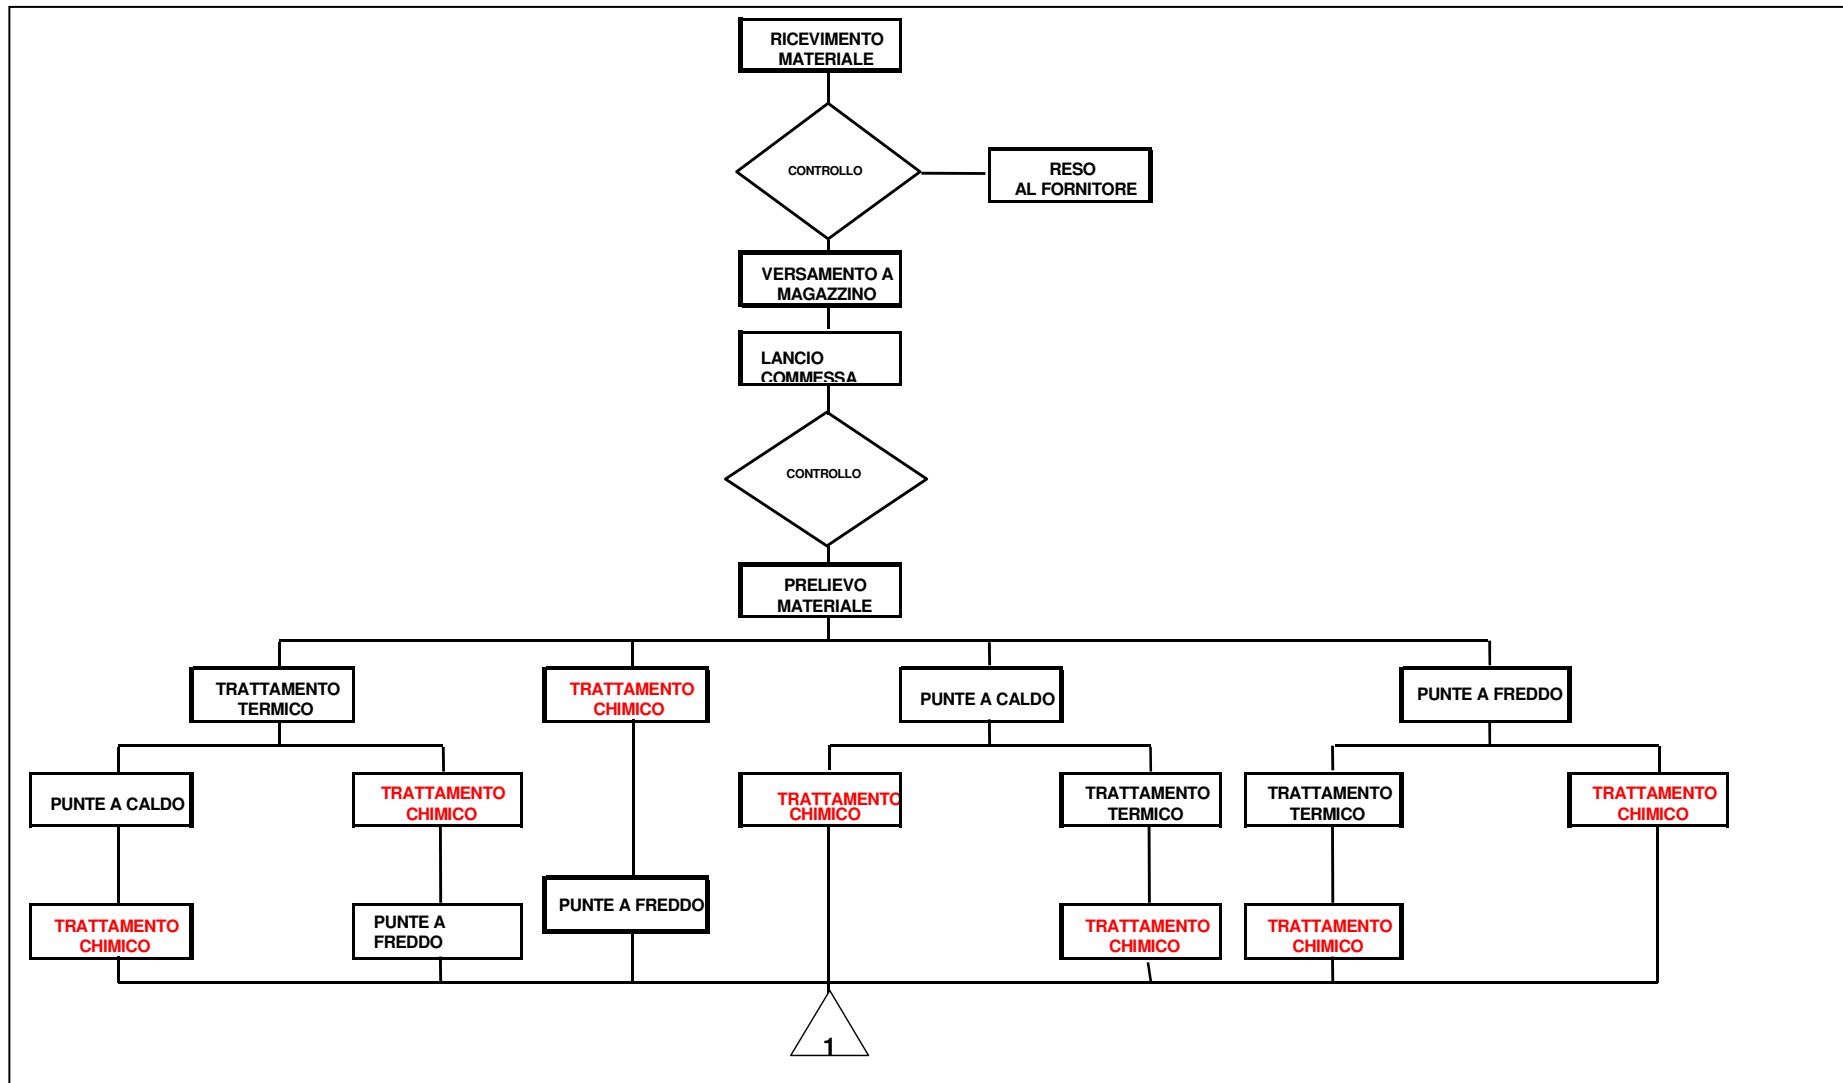 RICEVIMENTO
MATERIALE
CONTROLLO
RESO
AL FORNITORE
VERSAMENTO A
MAGAZZINO
LANCIO
COMMESSA
CONTROLLO
PRELIEVO
MATERIALE
TRATTAMENTO
TERMICO
TRATTAMENTO
CHIMICO
PUNTE A CALDO
PUNTE A FREDDO
PUNTE A CALDO
TRATTAMENTO
CHIMICO
TRATTAMENTO
CHIMICO
TRATTAMENTO
TERMICO
TRATTAMENTO
TERMICO
TRATTAMENTO
CHIMICO
TRATTAMENTO
CHIMICO
PUNTE A
FREDDO
PUNTE A FREDDO
TRATTAMENTO
CHIMICO
TRATTAMENTO
CHIMICO
1